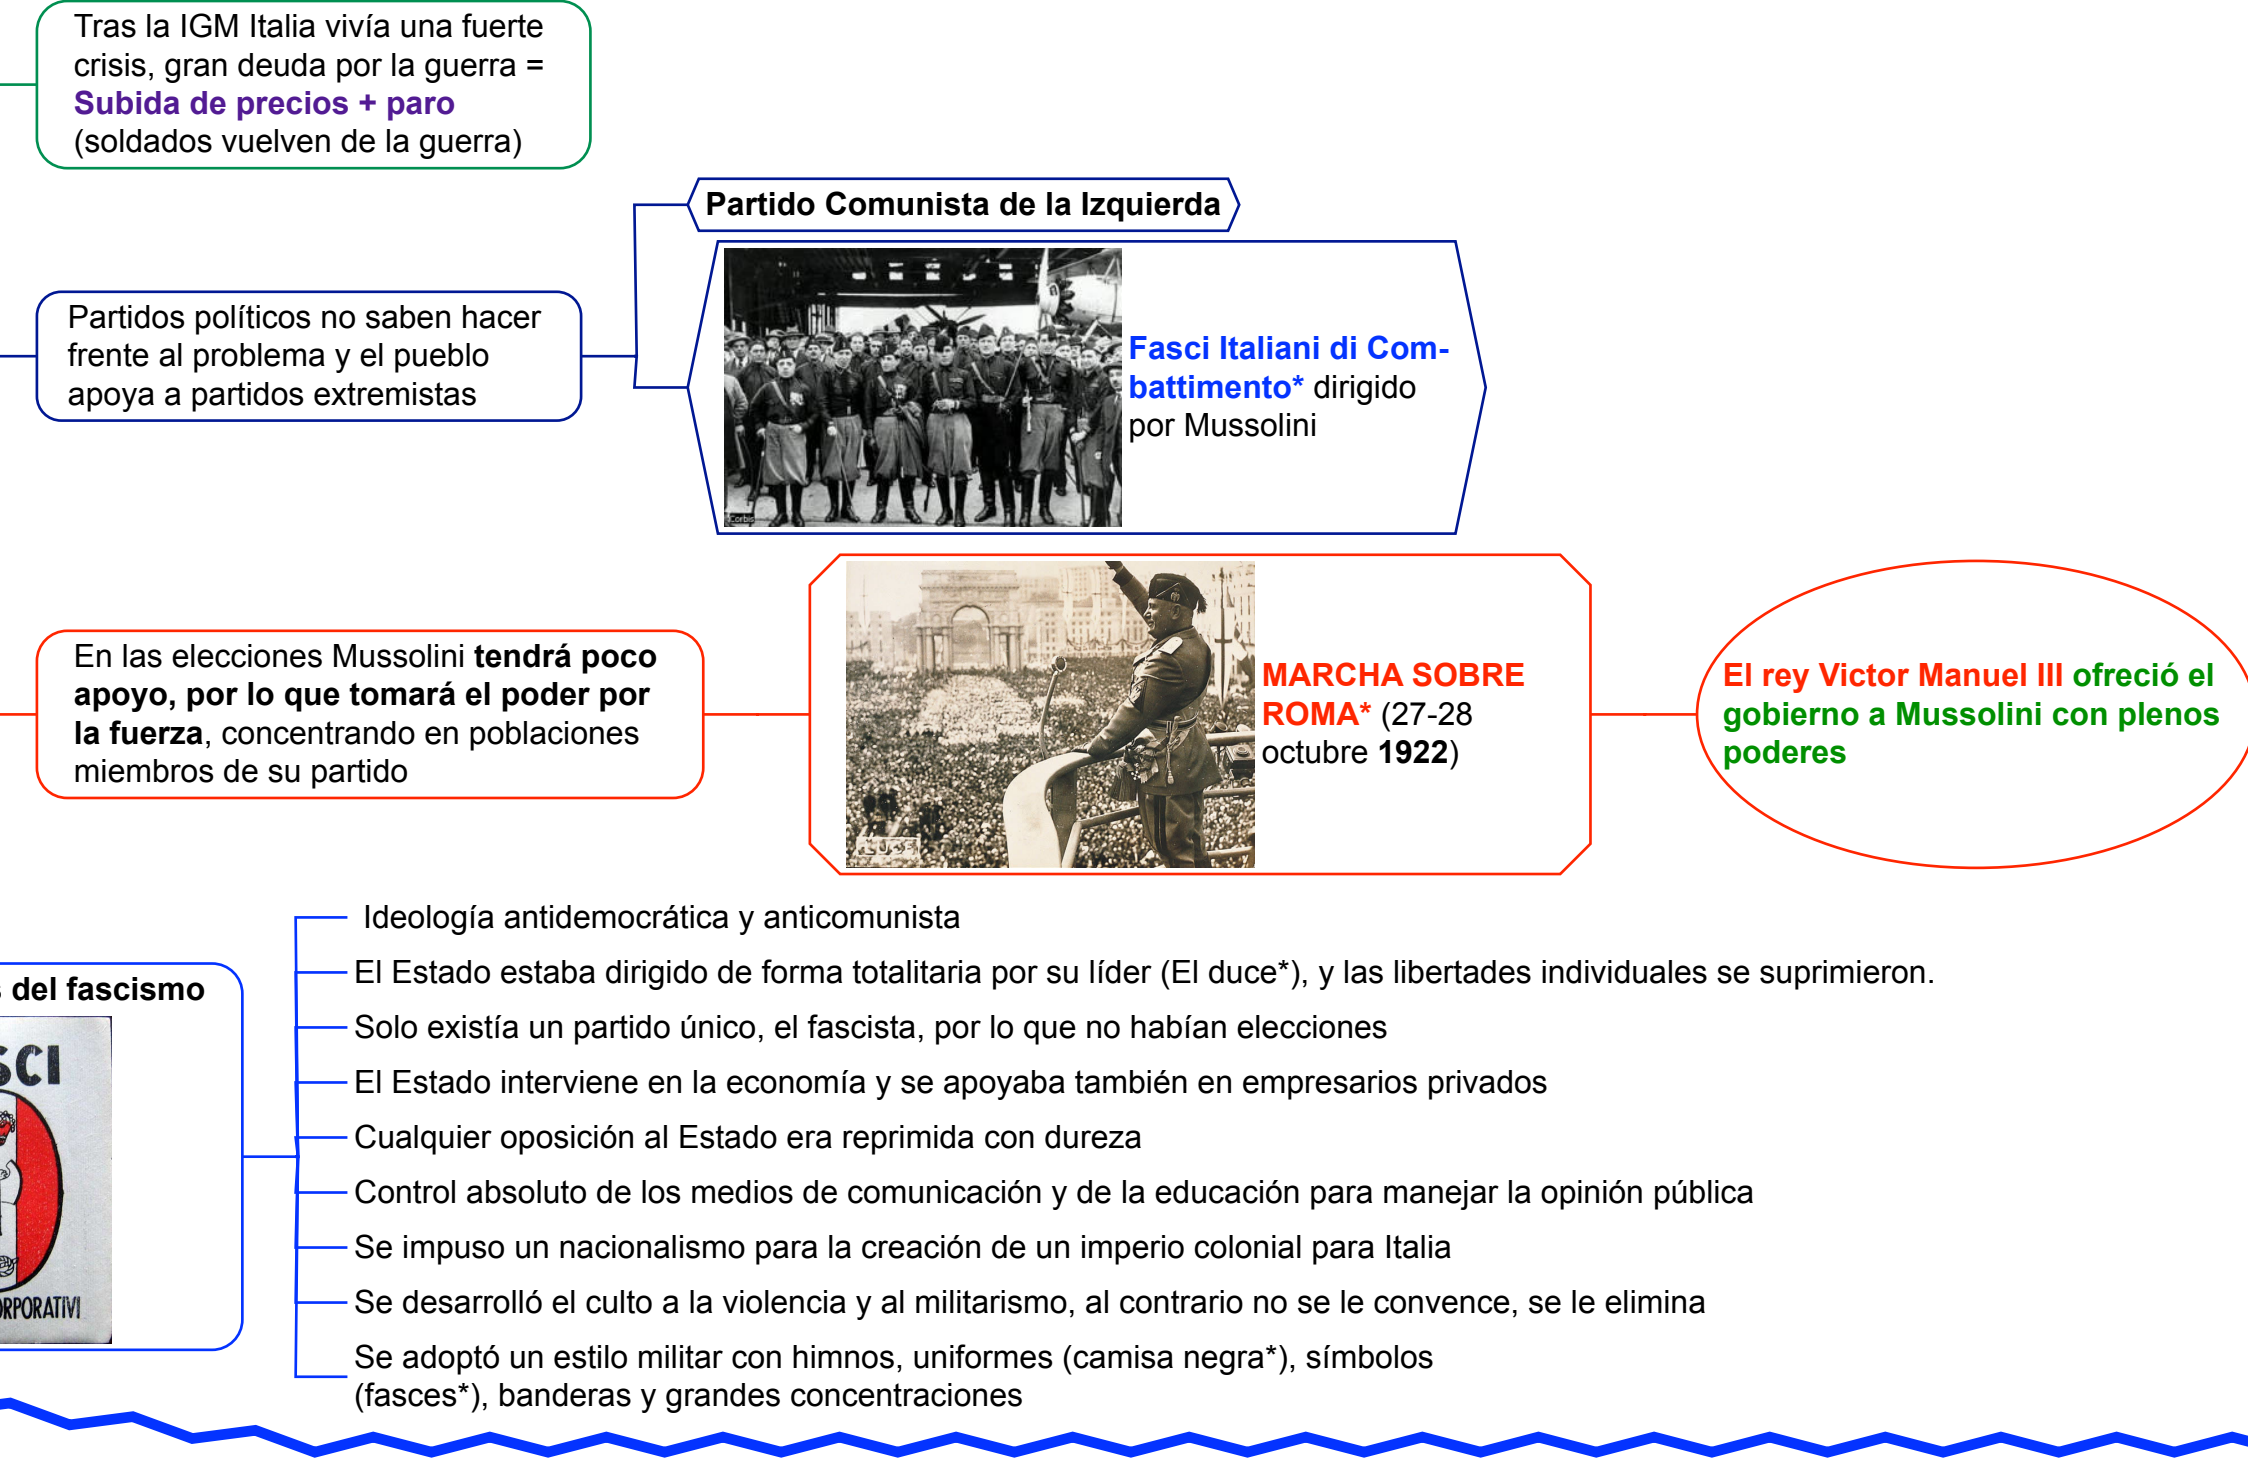 Tras la IGM Italia vivía una fuerte
crisis, gran deuda por la guerra =
Subida de precios + paro
(soldados vuelven de la guerra)
Partido Comunista de la Izquierda
Partidos políticos no saben hacer
frente al problema y el pueblo
apoya a partidos extremistas
Corbis
Fasci Italiani di Com-
battimento* dirigido
por Mussolini
En las elecciones Mussolini tendrá poco
apoyo, por lo que tomará el poder por
la fuerza, concentrando en poblaciones
miembros de su partido
MARCHA SOBRE
ROMA* (27-28
octubre 1922)
El rey Victor Manuel III ofreció el
gobierno a Mussolini con plenos
poderes
s del fascismo
SCI
ORPORATIVI
Ideología antidemocrática y anticomunista
El Estado estaba dirigido de forma totalitaria por su líder (El duce*), y las libertades individuales se suprimieron.
Solo existía un partido único, el fascista, por lo que no habían elecciones
El Estado interviene en la economía y se apoyaba también en empresarios privados
Cualquier oposición al Estado era reprimida con dureza
Control absoluto de los medios de comunicación y de la educación para manejar la opinión pública
Se impuso un nacionalismo para la creación de un imperio colonial para Italia
Se desarrolló el culto a la violencia y al militarismo, al contrario no se le convence, se le elimina
Se adoptó un estilo militar con himnos, uniformes (camisa negra*), símbolos
(fasces*), banderas y grandes concentraciones